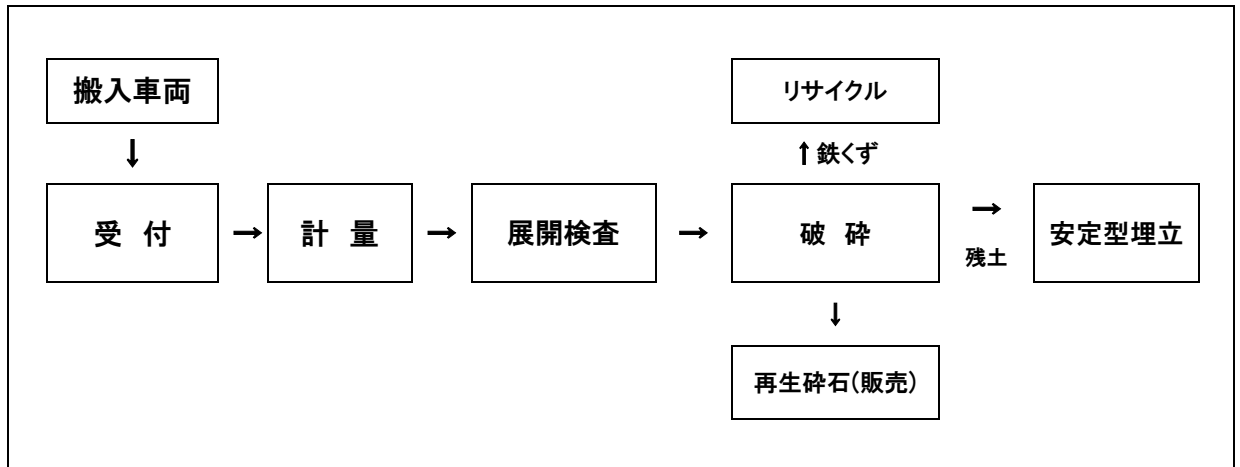 搬入車両
リサイクル
↓
↑鉄くず
受 付 → 計 量 → 展開検査 → 破 砕 → 安定型埋立
残土
↓
再生砕石(販売)